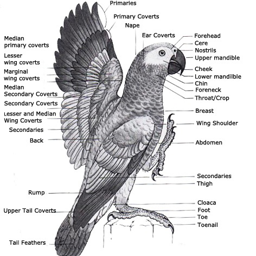 Primaries
Primary Coverts
Nape
Ear Coverts
Median
primary coverts
Lesser
wing coverts
Marginal
wing coverts
Median
Secondary Coverts
Secondary Coverts
Lesser and Median
Wing Coverts
Secondaries
Back
Rump
Upper Tail Coverts
Tail Feathers
Forehead
Cere
Nostrils
Upper mandible
Cheek
Lower mandible
Chin
Foreneck
Throat/Crop
Breast
Wing Shoulder
Abdomen
Secondaries
Thigh
Cloaca
Foot
Toe
Toenail